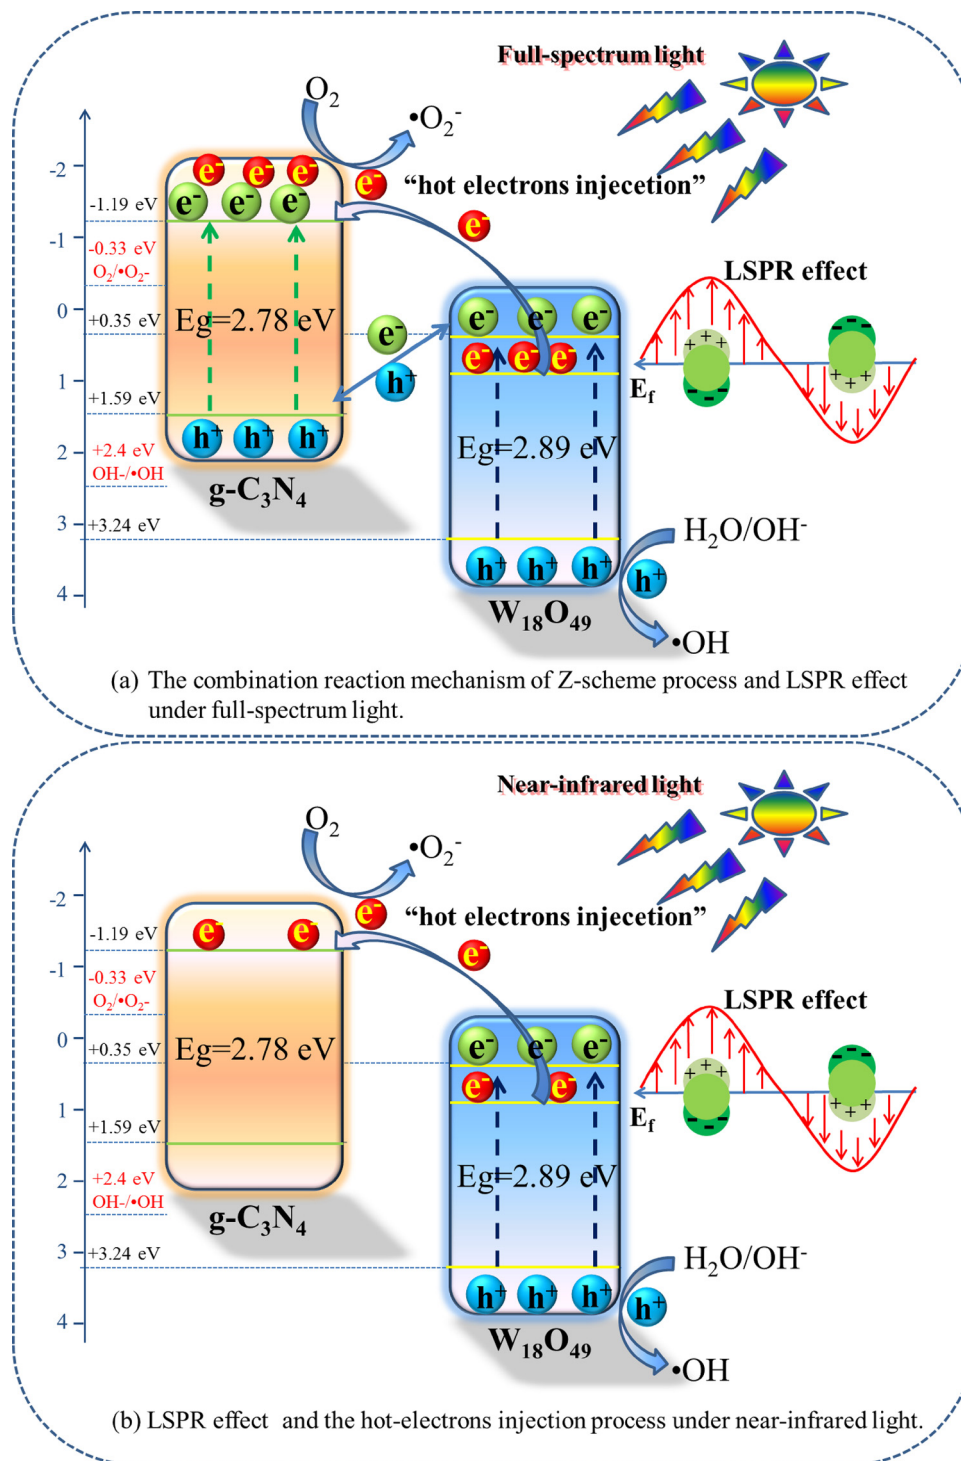 Full-spectrum light
O₂
•O₂⁻
-2
e⁻ e⁻ e⁻
e⁻
"hot electrons injecetion"
e⁻ e⁻ e⁻
-1.19 eV
e⁻
-1
-0.33 eV
O₂/•O₂-
LSPR effect
0
+0.35 eV
Eg=2.78 eV
e⁻
e⁻ e⁻ e⁻
+ + +
- - -
e⁻ e⁻ e⁻
h⁺
E_f
- - -
+ + +
1
+1.59 eV
h⁺ h⁺ h⁺
Eg=2.89 eV
2
+2.4 eV
OH-/•OH
g-C₃N₄
3
+3.24 eV
H₂O/OH⁻
h⁺ h⁺ h⁺
h⁺
4
W₁₈O₄₉
•OH
(a) The combination reaction mechanism of Z-scheme process and LSPR effect
under full-spectrum light.
Near-infrared light
O₂
•O₂⁻
-2
e⁻
"hot electrons injecetion"
e⁻ e⁻
-1.19 eV
e⁻
-1
-0.33 eV
O₂/•O₂-
LSPR effect
0
+0.35 eV
Eg=2.78 eV
e⁻ e⁻ e⁻
+ + +
- - -
e⁻ e⁻
E_f
- - -
+ + +
1
+1.59 eV
Eg=2.89 eV
2
+2.4 eV
OH-/•OH
g-C₃N₄
3
+3.24 eV
H₂O/OH⁻
h⁺ h⁺ h⁺
h⁺
4
W₁₈O₄₉
•OH
(b) LSPR effect and the hot-electrons injection process under near-infrared light.